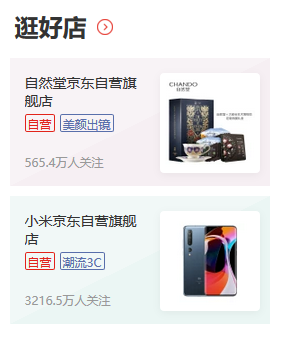 逛好店
自然堂京东自营旗
舰店
自营 美颜出镜
565.4万人关注
CHANDO
自然堂
小米京东自营旗舰
店
自营 潮流3C
3216.5万人关注